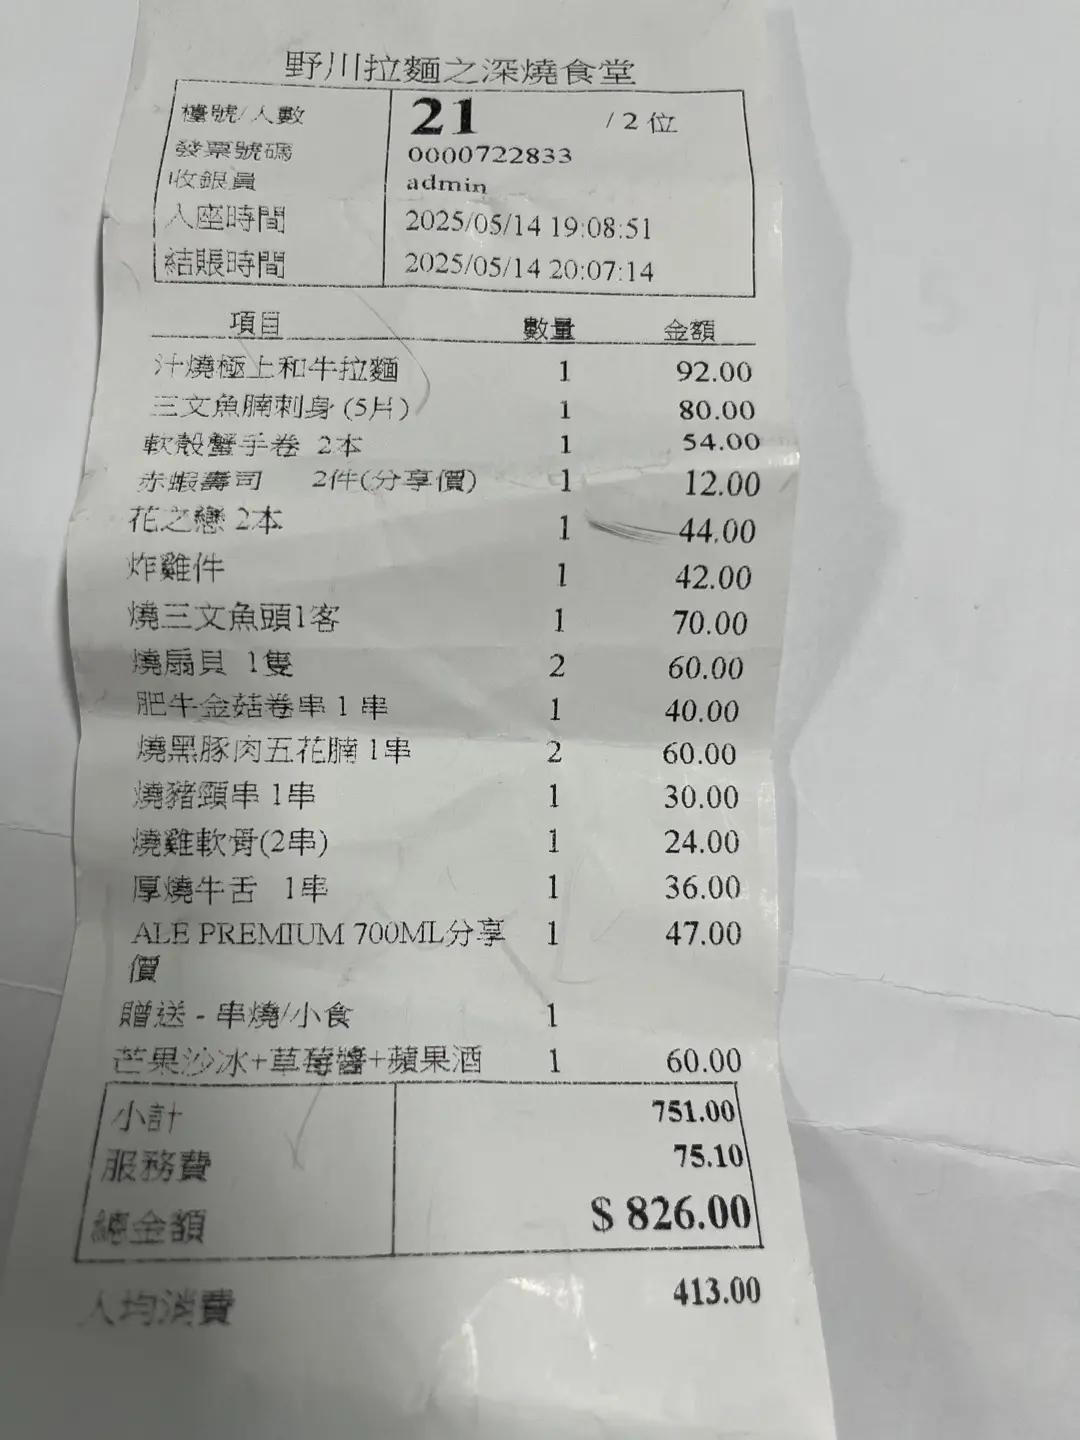 野川拉麵之深燒食堂
檯號/人數 21 /2位
發票號碼 0000722833
收銀員 admin
入座時間 2025/05/14 19:08:51
結賬時間 2025/05/14 20:07:14
項目 數量 金額
汁燒極上和牛拉麵 1 92.00
三文魚腩刺身(5片) 1 80.00
軟殼蟹手卷 2本 1 54.00
赤蝦壽司 2件(分享價) 1 12.00
花之戀 2本 1 44.00
炸雞件 1 42.00
燒三文魚頭1客 1 70.00
燒扇貝 1隻 2 60.00
肥牛金菇卷串 1 串 1 40.00
燒黑豚肉五花腩 1串 2 60.00
燒豬頸串 1串 1 30.00
燒雞軟骨(2串) 1 24.00
厚燒牛舌 1串 1 36.00
ALE PREMIUM 700ML分享 1 47.00
價
贈送 - 串燒/小食 1
芒果沙冰+草莓醬+蘋果酒 1 60.00
小計 751.00
服務費 75.10
總金額 $ 826.00
人均消費 413.00